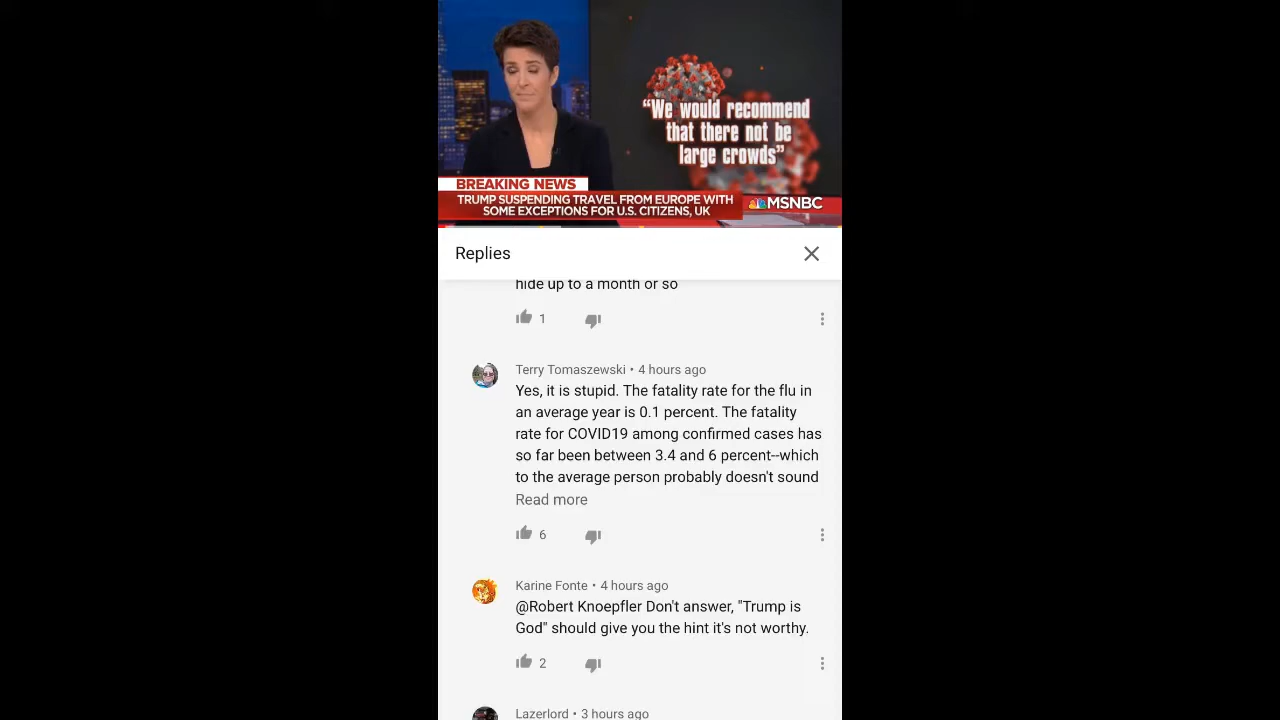 “We would recommend
that there not be
large crowds”
BREAKING NEWS
TRUMP SUSPENDING TRAVEL FROM EUROPE WITH
SOME EXCEPTIONS FOR U.S. CITIZENS, UK
MSNBC
Replies
hide up to a month or so
1
Terry Tomaszewski • 4 hours ago
Yes, it is stupid. The fatality rate for the flu in
an average year is 0.1 percent. The fatality
rate for COVID19 among confirmed cases has
so far been between 3.4 and 6 percent--which
to the average person probably doesn't sound
Read more
6
Karine Fonte • 4 hours ago
@Robert Knoepfler Don't answer, "Trump is
God" should give you the hint it's not worthy.
2
Lazerlord • 3 hours ago